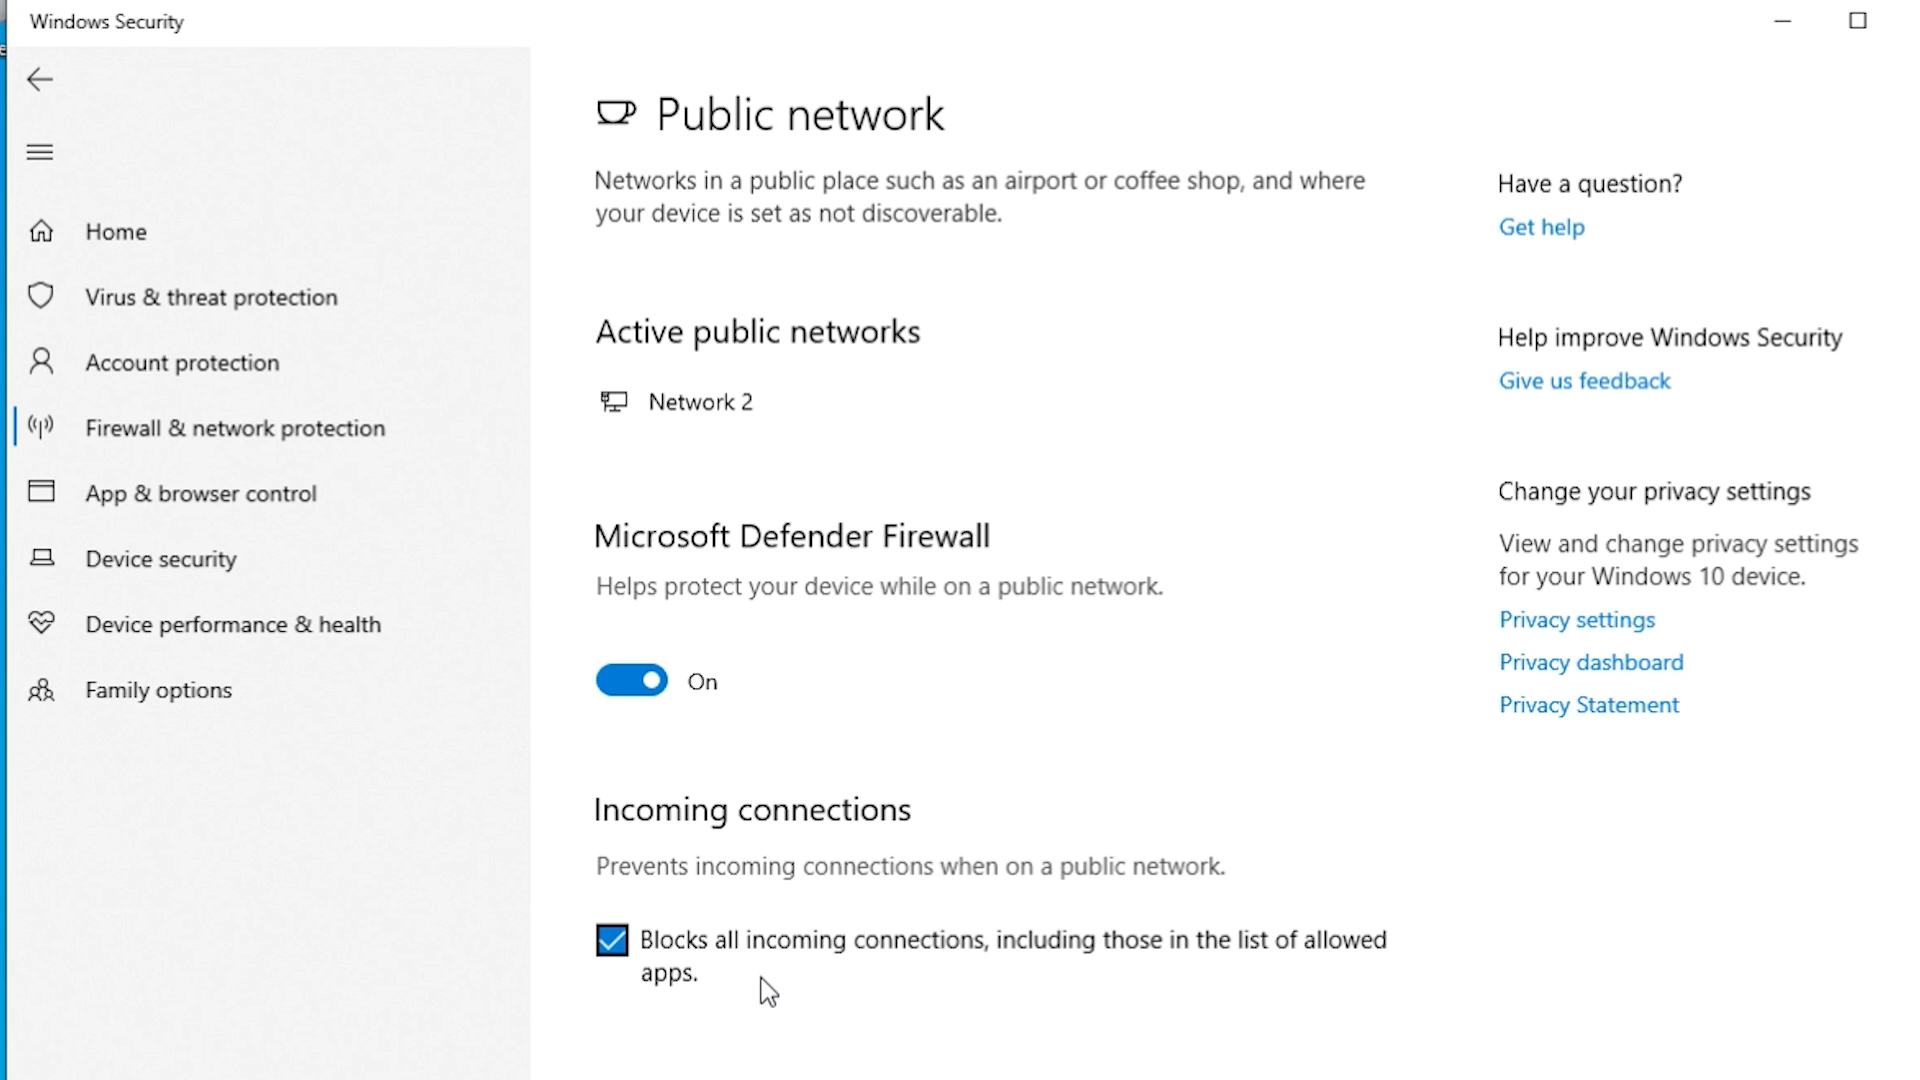 Windows Security
Home
Virus & threat protection
Account protection
Firewall & network protection
App & browser control
Device security
Device performance & health
Family options
Public network
Networks in a public place such as an airport or coffee shop, and where
your device is set as not discoverable.
Active public networks
Network 2
Microsoft Defender Firewall
Helps protect your device while on a public network.
On
Incoming connections
Prevents incoming connections when on a public network.
Blocks all incoming connections, including those in the list of allowed
apps.
Have a question?
Get help
Help improve Windows Security
Give us feedback
Change your privacy settings
View and change privacy settings
for your Windows 10 device.
Privacy settings
Privacy dashboard
Privacy Statement